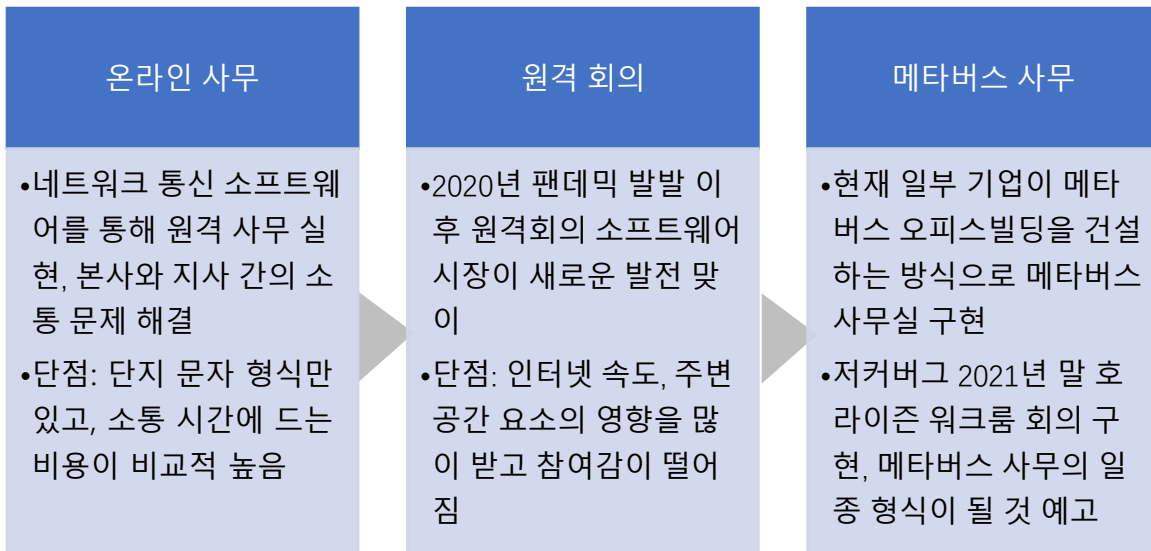 온라인 사무
•네트워크 통신 소프트웨
어를 통해 원격 사무 실
현, 본사와 지사 간의 소
통 문제 해결
•단점: 단지 문자 형식만
있고, 소통 시간에 드는
비용이 비교적 높음
원격 회의
•2020년 팬데믹 발발 이
후 원격회의 소프트웨어
시장이 새로운 발전 맞
이
•단점: 인터넷 속도, 주변
공간 요소의 영향을 많
이 받고 참여감이 떨어
짐
메타버스 사무
•현재 일부 기업이 메타
버스 오피스빌딩을 건설
하는 방식으로 메타버스
사무실 구현
•저커버그 2021년 말 호
라이즌 워크룸 회의 구
현, 메타버스 사무의 일
종 형식이 될 것 예고